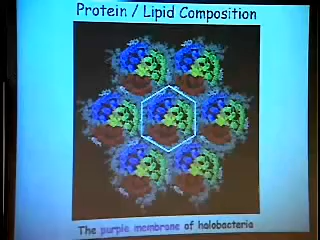 Protein / Lipid Composition
The purple membrane of halobacteria